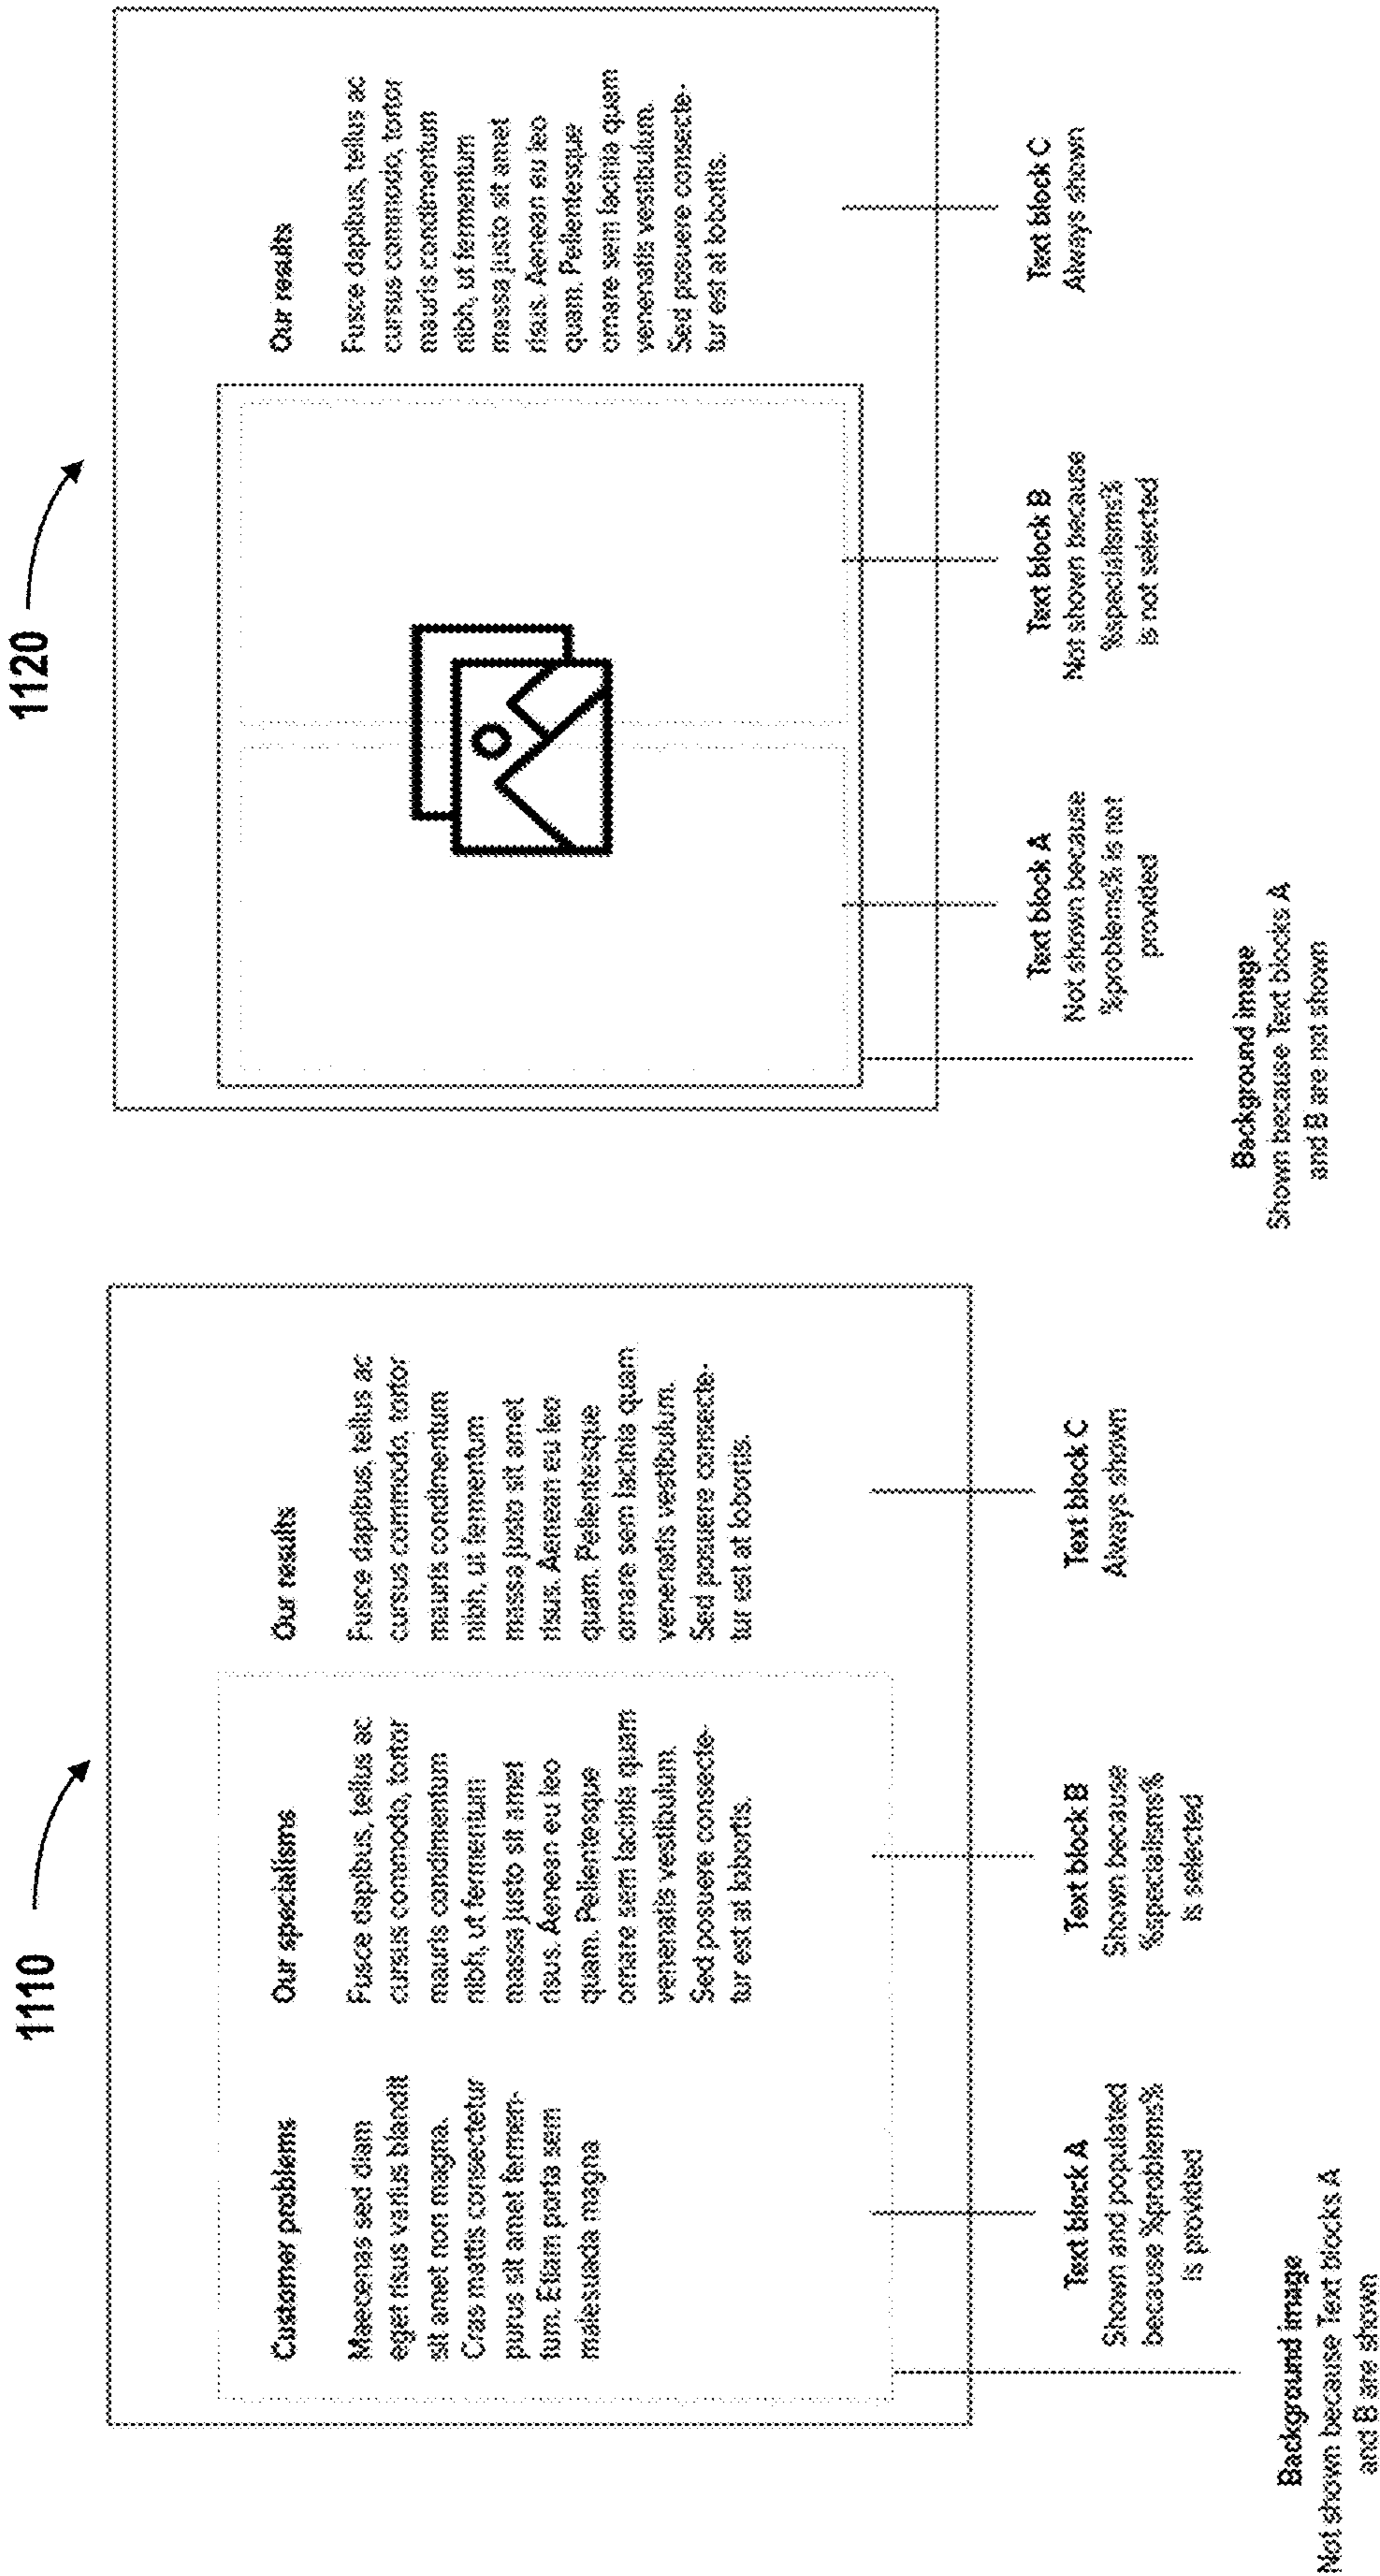 1110
Customer problems
Maecenas sed diam
eget risus varius blandit
sit amet non magna.
Cras mattis consectetur
purus sit amet fermen-
tum. Etiam porta sem
malesuada magna
Our specialisms
Fusce dapibus, tellus ac
cursus commodo, tortor
mauris condimentum
nibh, ut fermentum
massa justo sit amet
risus. Aenean eu leo
quam. Pellentesque
ornare sem lacinia quam
venenatis vestibulum.
Sed posuere consecte-
tur est at lobortis.
Our results
Fusce dapibus, tellus ac
cursus commodo, tortor
mauris condimentum
nibh, ut fermentum
massa justo sit amet
risus. Aenean eu leo
quam. Pellentesque
ornare sem lacinia quam
venenatis vestibulum.
Sed posuere consecte-
tur est at lobortis.
Text block A
Shown and populated
because %problems%
is provided
Text block B
Shown because
%specialisms%
is selected
Text block C
Always shown
Background image
Not shown because Text blocks A
and B are shown
1120
Our results
Fusce dapibus, tellus ac
cursus commodo, tortor
mauris condimentum
nibh, ut fermentum
massa justo sit amet
risus. Aenean eu leo
quam. Pellentesque
ornare sem lacinia quam
venenatis vestibulum.
Sed posuere consecte-
tur est at lobortis.
Text block A
Not shown because
%problems% is not
provided
Text block B
Not shown because
%specialisms%
is not selected
Text block C
Always shown
Background image
Shown because Text blocks A
and B are not shown